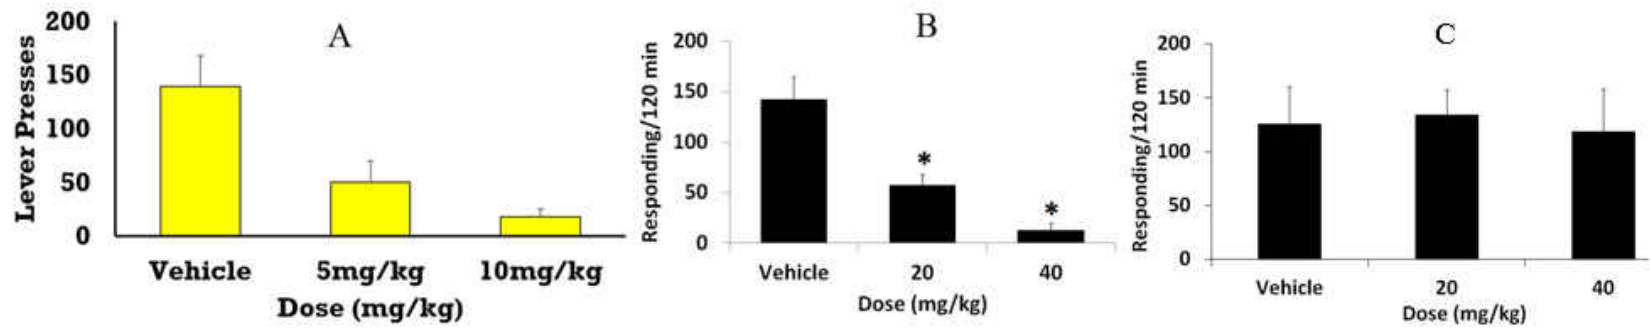 A
Lever Presses
200
150
100
50
0
Vehicle 5mg/kg 10mg/kg
Dose (mg/kg)
B
Responding/120 min
200
150
100
50
0
*
*
Vehicle 20 40
Dose (mg/kg)
C
Responding/120 min
200
150
100
50
0
Vehicle 20 40
Dose (mg/kg)